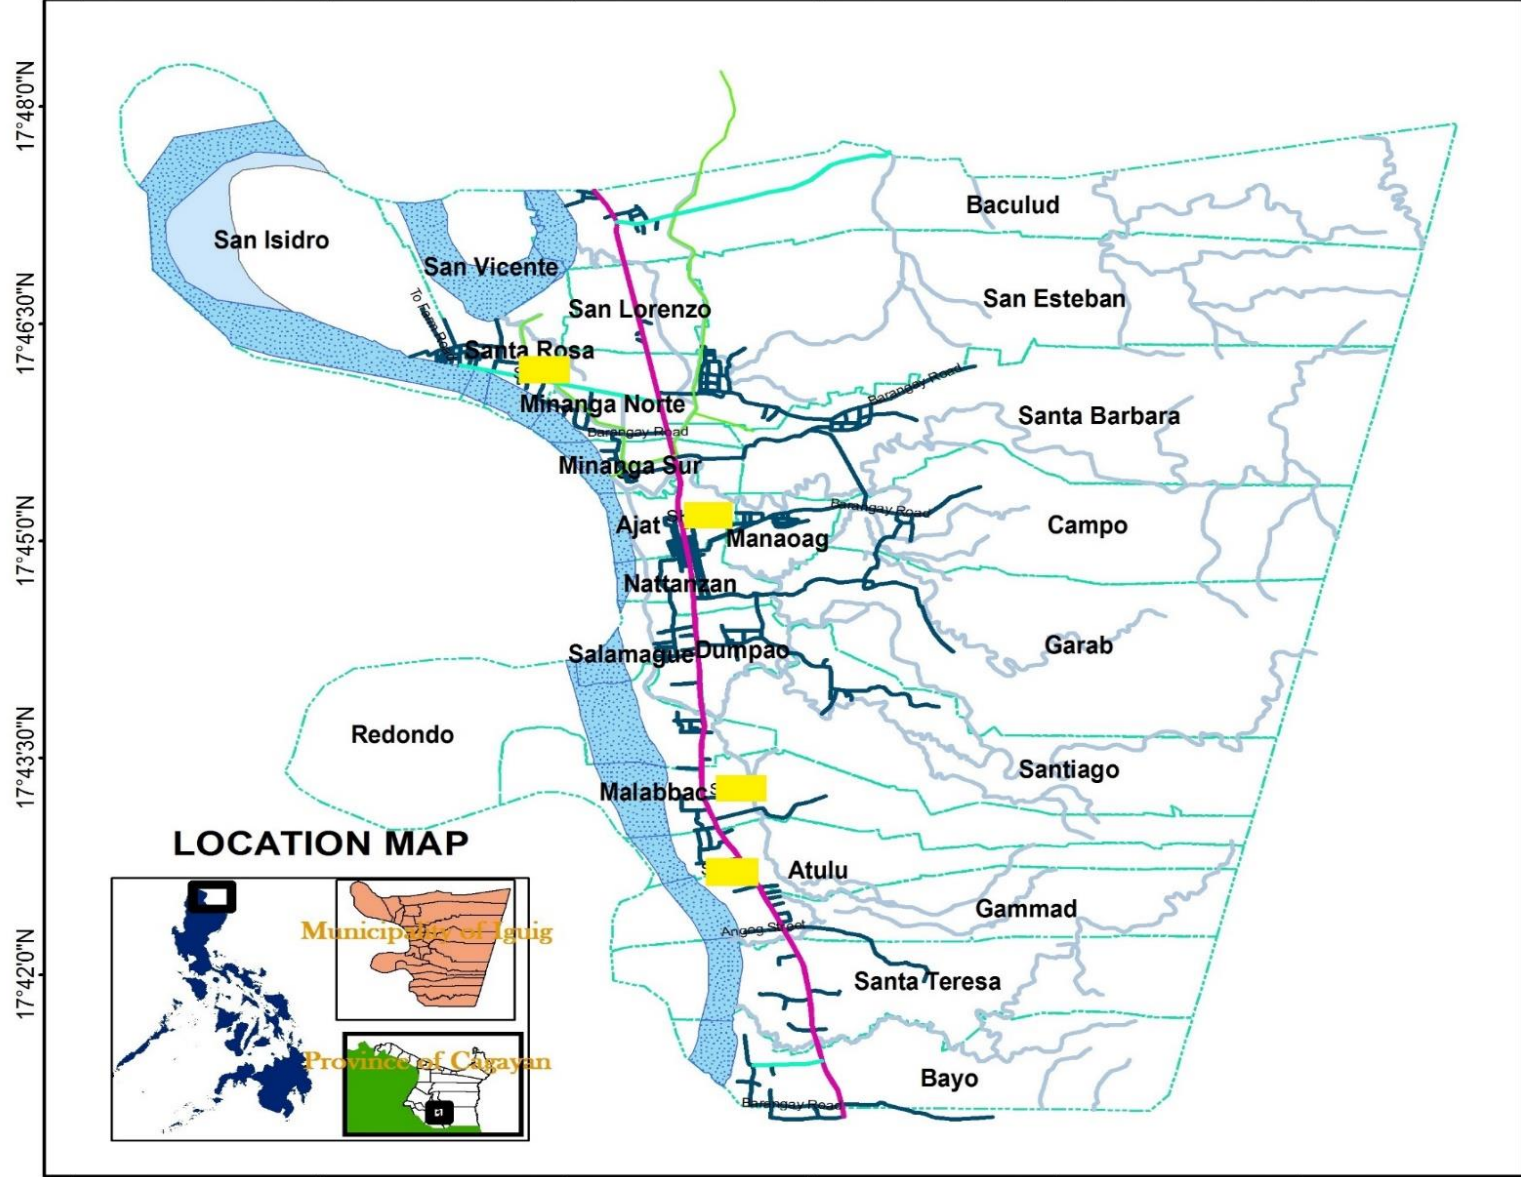 17°48'0"N
Baculud
San Isidro
San Vicente
San Esteban
San Lorenzo
17°46'30"N
To Farm Road
Santa Rosa
Barangay Road
Minanga Norte
Santa Barbara
Barangay Road
Minanga Sur
Barangay Road
Ajat
Campo
Manaoag
17°45'0"N
Nattanzan
Garab
Salamague
Dumpao
Redondo
17°43'30"N
Santiago
Malabbac
LOCATION MAP
Atulu
Gammad
Angog Street
Municipality of Iguig
17°42'0"N
Santa Teresa
Province of Cagayan
Bayo
Barangay Road